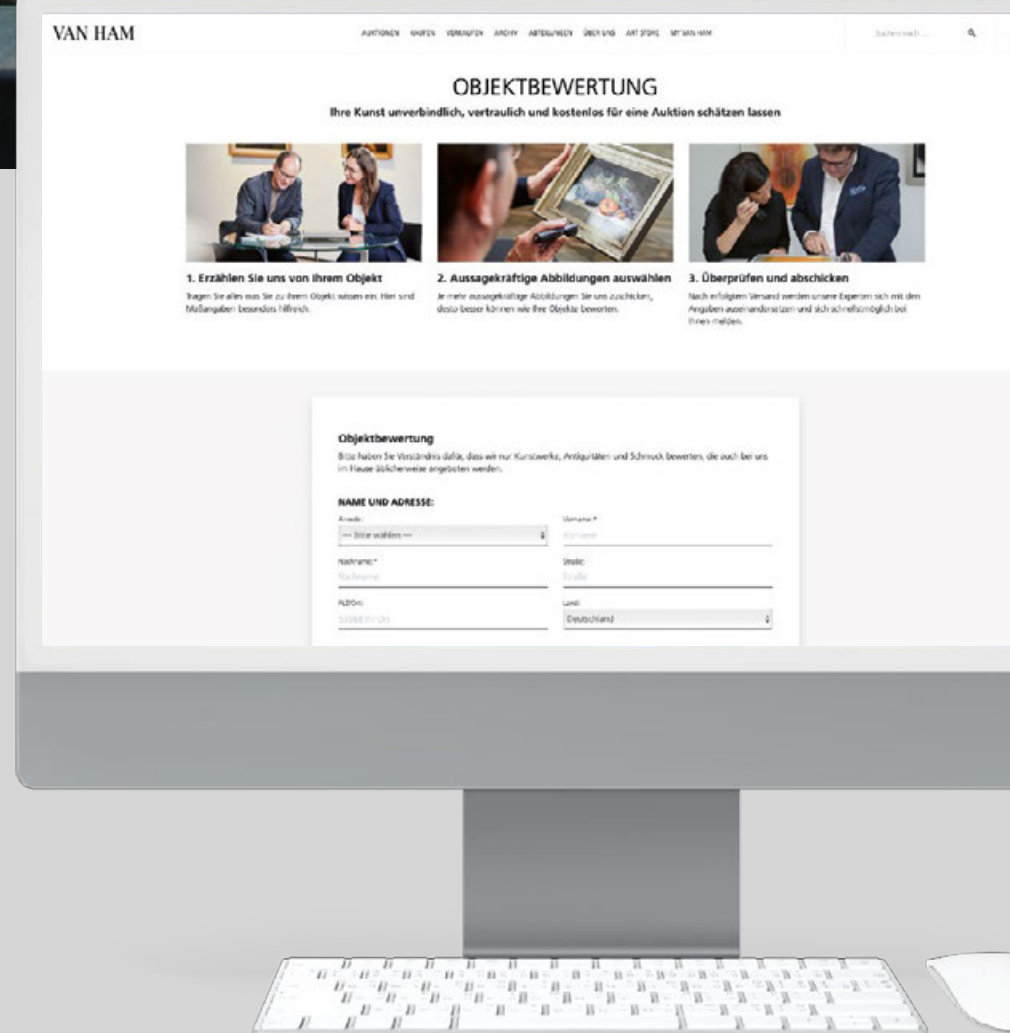 VAN HAM
AUKTIONEN KAUFEN VERKAUFEN ARCHIV ABTEILUNGEN ÜBER UNS ART STORE MY VAN HAM
Suchen nach ...
OBJEKTBEWERTUNG
Ihre Kunst unverbindlich, vertraulich und kostenlos für eine Auktion schätzen lassen
1. Erzählen Sie uns von Ihrem Objekt
Tragen Sie alles was Sie zu Ihrem Objekt wissen ein. Hier sind
Maßangaben besonders hilfreich.
2. Aussagekräftige Abbildungen auswählen
Je mehr aussagekräftige Abbildungen Sie uns zuschicken,
desto besser können wir Ihre Objekte bewerten.
3. Überprüfen und abschicken
Nach erfolgtem Versand werden unsere Experten sich mit den
Angaben auseinandersetzen und sich schnellstmöglich bei
Ihnen melden.
Objektbewertung
Bitte haben Sie Verständnis dafür, dass wir nur Kunstwerke, Antiquitäten und Schmuck bewerten, die auch bei uns
im Hause üblicherweise angeboten werden.
NAME UND ADRESSE:
Anrede:
--- Bitte wählen ---
Vorname:*
Vorname
Nachname:*
Nachname
Straße:
Straße
PLZ/Ort:
Land:
Deutschland